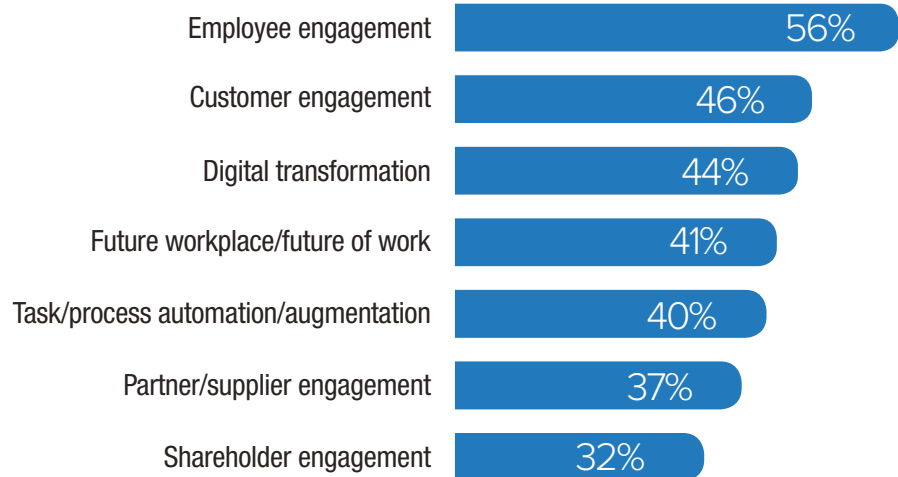 Employee engagement 56%
Customer engagement 46%
Digital transformation 44%
Future workplace/future of work 41%
Task/process automation/augmentation 40%
Partner/supplier engagement 37%
Shareholder engagement 32%